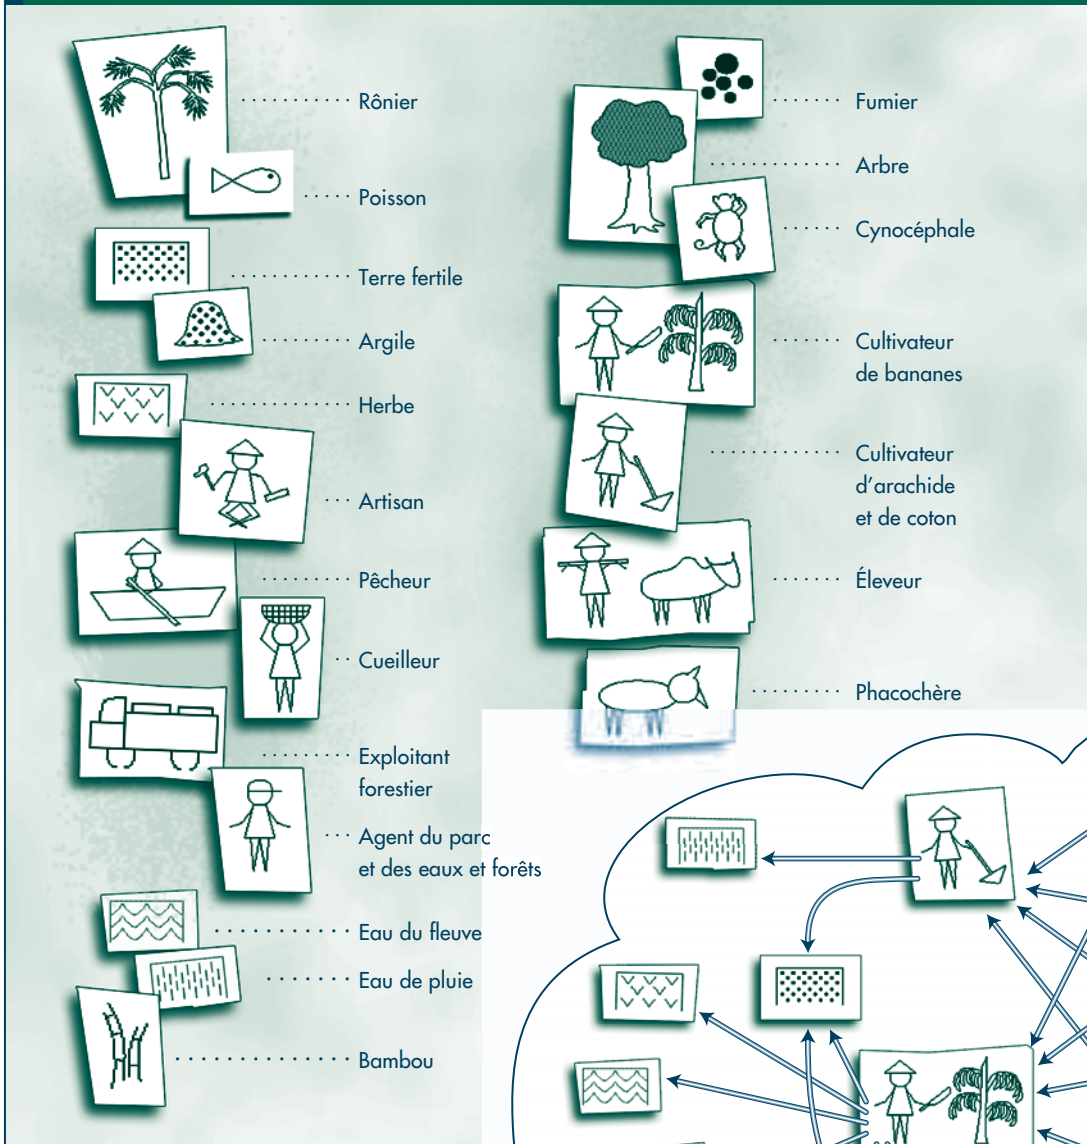 Rônier
Poisson
Terre fertile
Argile
Herbe
Artisan
Pêcheur
Cueilleur
Exploitant
forestier
Agent du parc
et des eaux et forêts
Eau du fleuve
Eau de pluie
Bambou
Fumier
Arbre
Cynocéphale
Cultivateur
de bananes
Cultivateur
d'arachide
et de coton
Éleveur
Phacochère